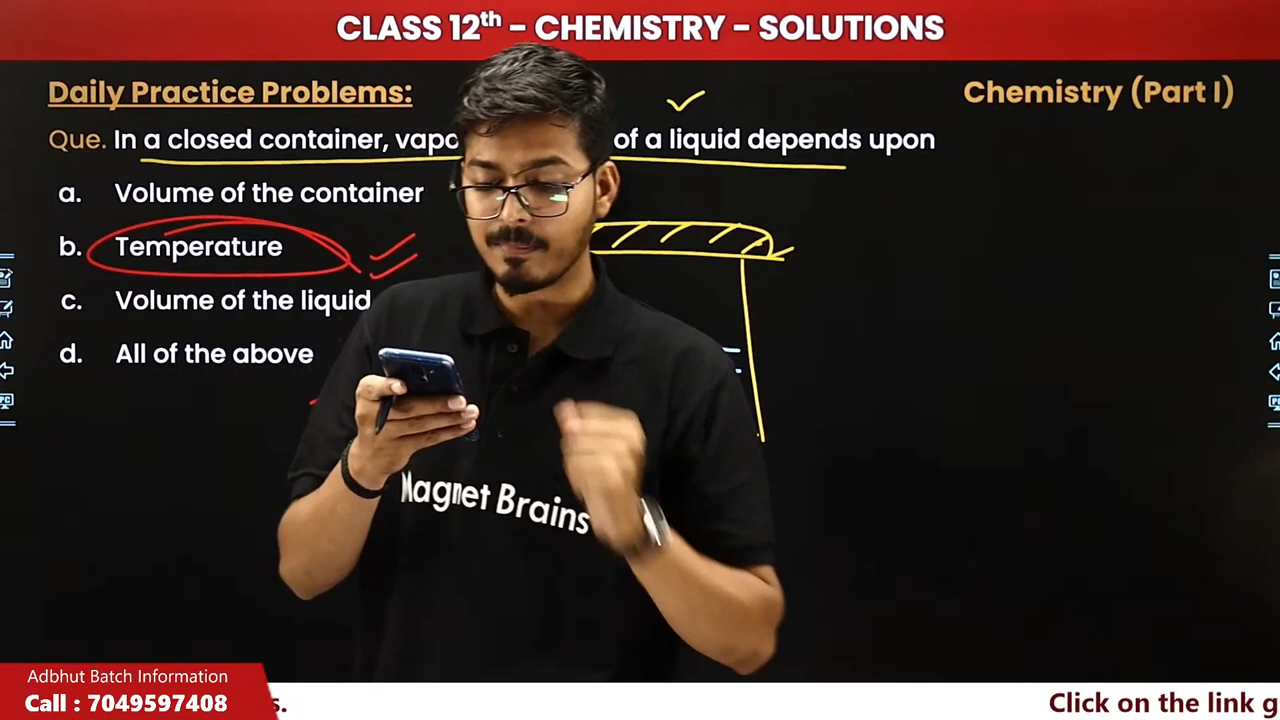 CLASS 12th - CHEMISTRY - SOLUTIONS
Daily Practice Problems:
Chemistry (Part I)
Que. In a closed container, vapo of a liquid depends upon
a. Volume of the container
b. Temperature
c. Volume of the liquid
d. All of the above
Magnet Brains
Adbhut Batch Information
Call : 7049597408
s.
Click on the link g